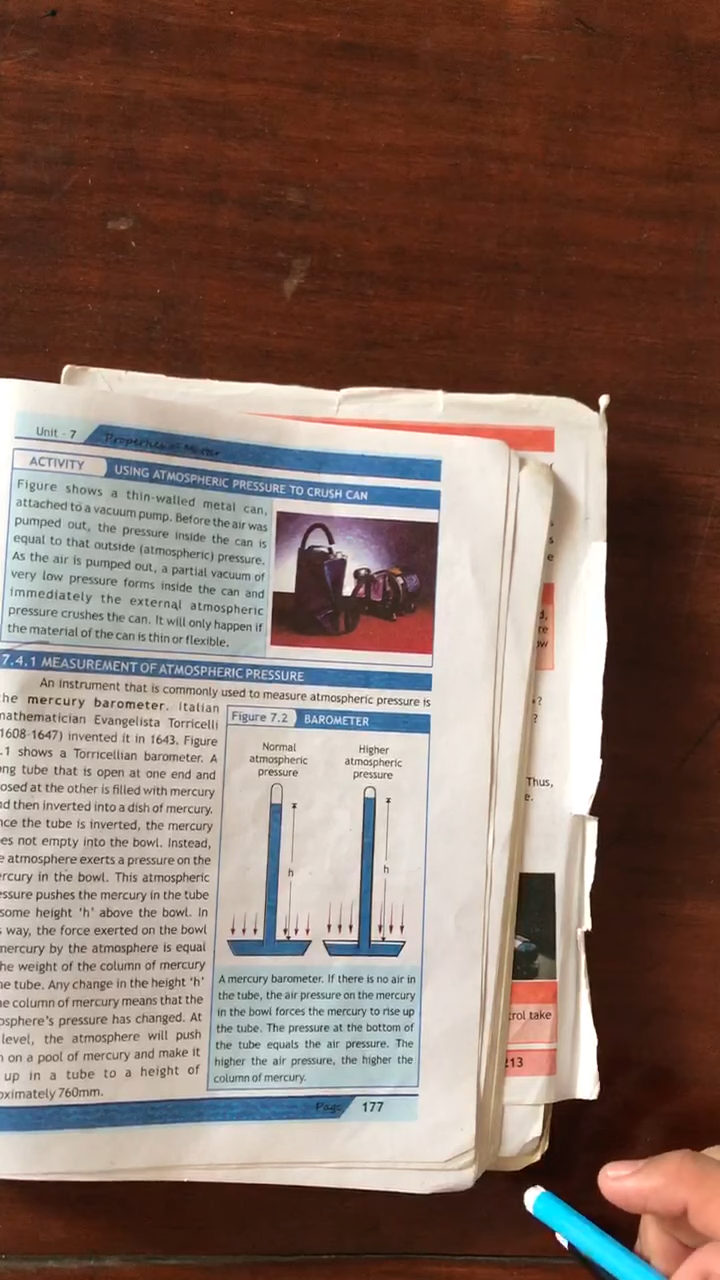 Unit - 7 Properties of Matter
ACTIVITY USING ATMOSPHERIC PRESSURE TO CRUSH CAN
Figure shows a thin-walled metal can,
attached to a vacuum pump. Before the air was
pumped out, the pressure inside the can is
equal to that outside (atmospheric) pressure.
As the air is pumped out, a partial vacuum of
very low pressure forms inside the can and
immediately the external atmospheric
pressure crushes the can. It will only happen if
the material of the can is thin or flexible.
7.4.1 MEASUREMENT OF ATMOSPHERIC PRESSURE
An instrument that is commonly used to measure atmospheric pressure is
he mercury barometer. Italian
nathematician Evangelista Torricelli
1608-1647) invented it in 1643. Figure
.1 shows a Torricellian barometer. A
ong tube that is open at one end and
osed at the other is filled with mercury
nd then inverted into a dish of mercury.
nce the tube is inverted, the mercury
es not empty into the bowl. Instead,
e atmosphere exerts a pressure on the
ercury in the bowl. This atmospheric
essure pushes the mercury in the tube
some height 'h' above the bowl. In
s way, the force exerted on the bowl
mercury by the atmosphere is equal
he weight of the column of mercury
he tube. Any change in the height 'h'
he column of mercury means that the
osphere's pressure has changed. At
level, the atmosphere will push
n on a pool of mercury and make it
up in a tube to a height of
oximately 760mm.
Figure 7.2 BAROMETER
Normal
atmospheric
pressure
Higher
atmospheric
pressure
h
h
A mercury barometer. If there is no air in
the tube, the air pressure on the mercury
in the bowl forces the mercury to rise up
the tube. The pressure at the bottom of
the tube equals the air pressure. The
higher the air pressure, the higher the
column of mercury.
Page 177
s
e
d,
re
ow
?
?
Thus,
e.
trol take
213